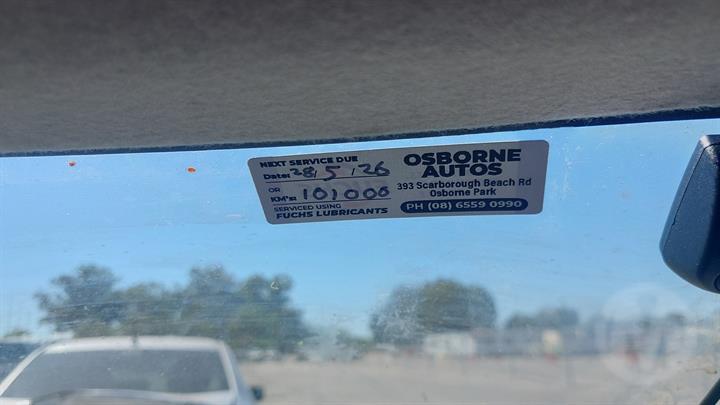 NEXT SERVICE DUE
Date: 28/5/26
OR
KM's: 101000
SERVICED USING
FUCHS LUBRICANTS
OSBORNE
AUTOS
393 Scarborough Beach Rd
Osborne Park
PH (08) 6559 0990